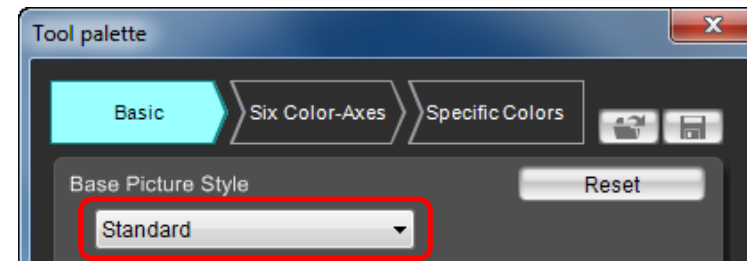 Tool palette
Basic Six Color-Axes Specific Colors
Base Picture Style Reset
Standard